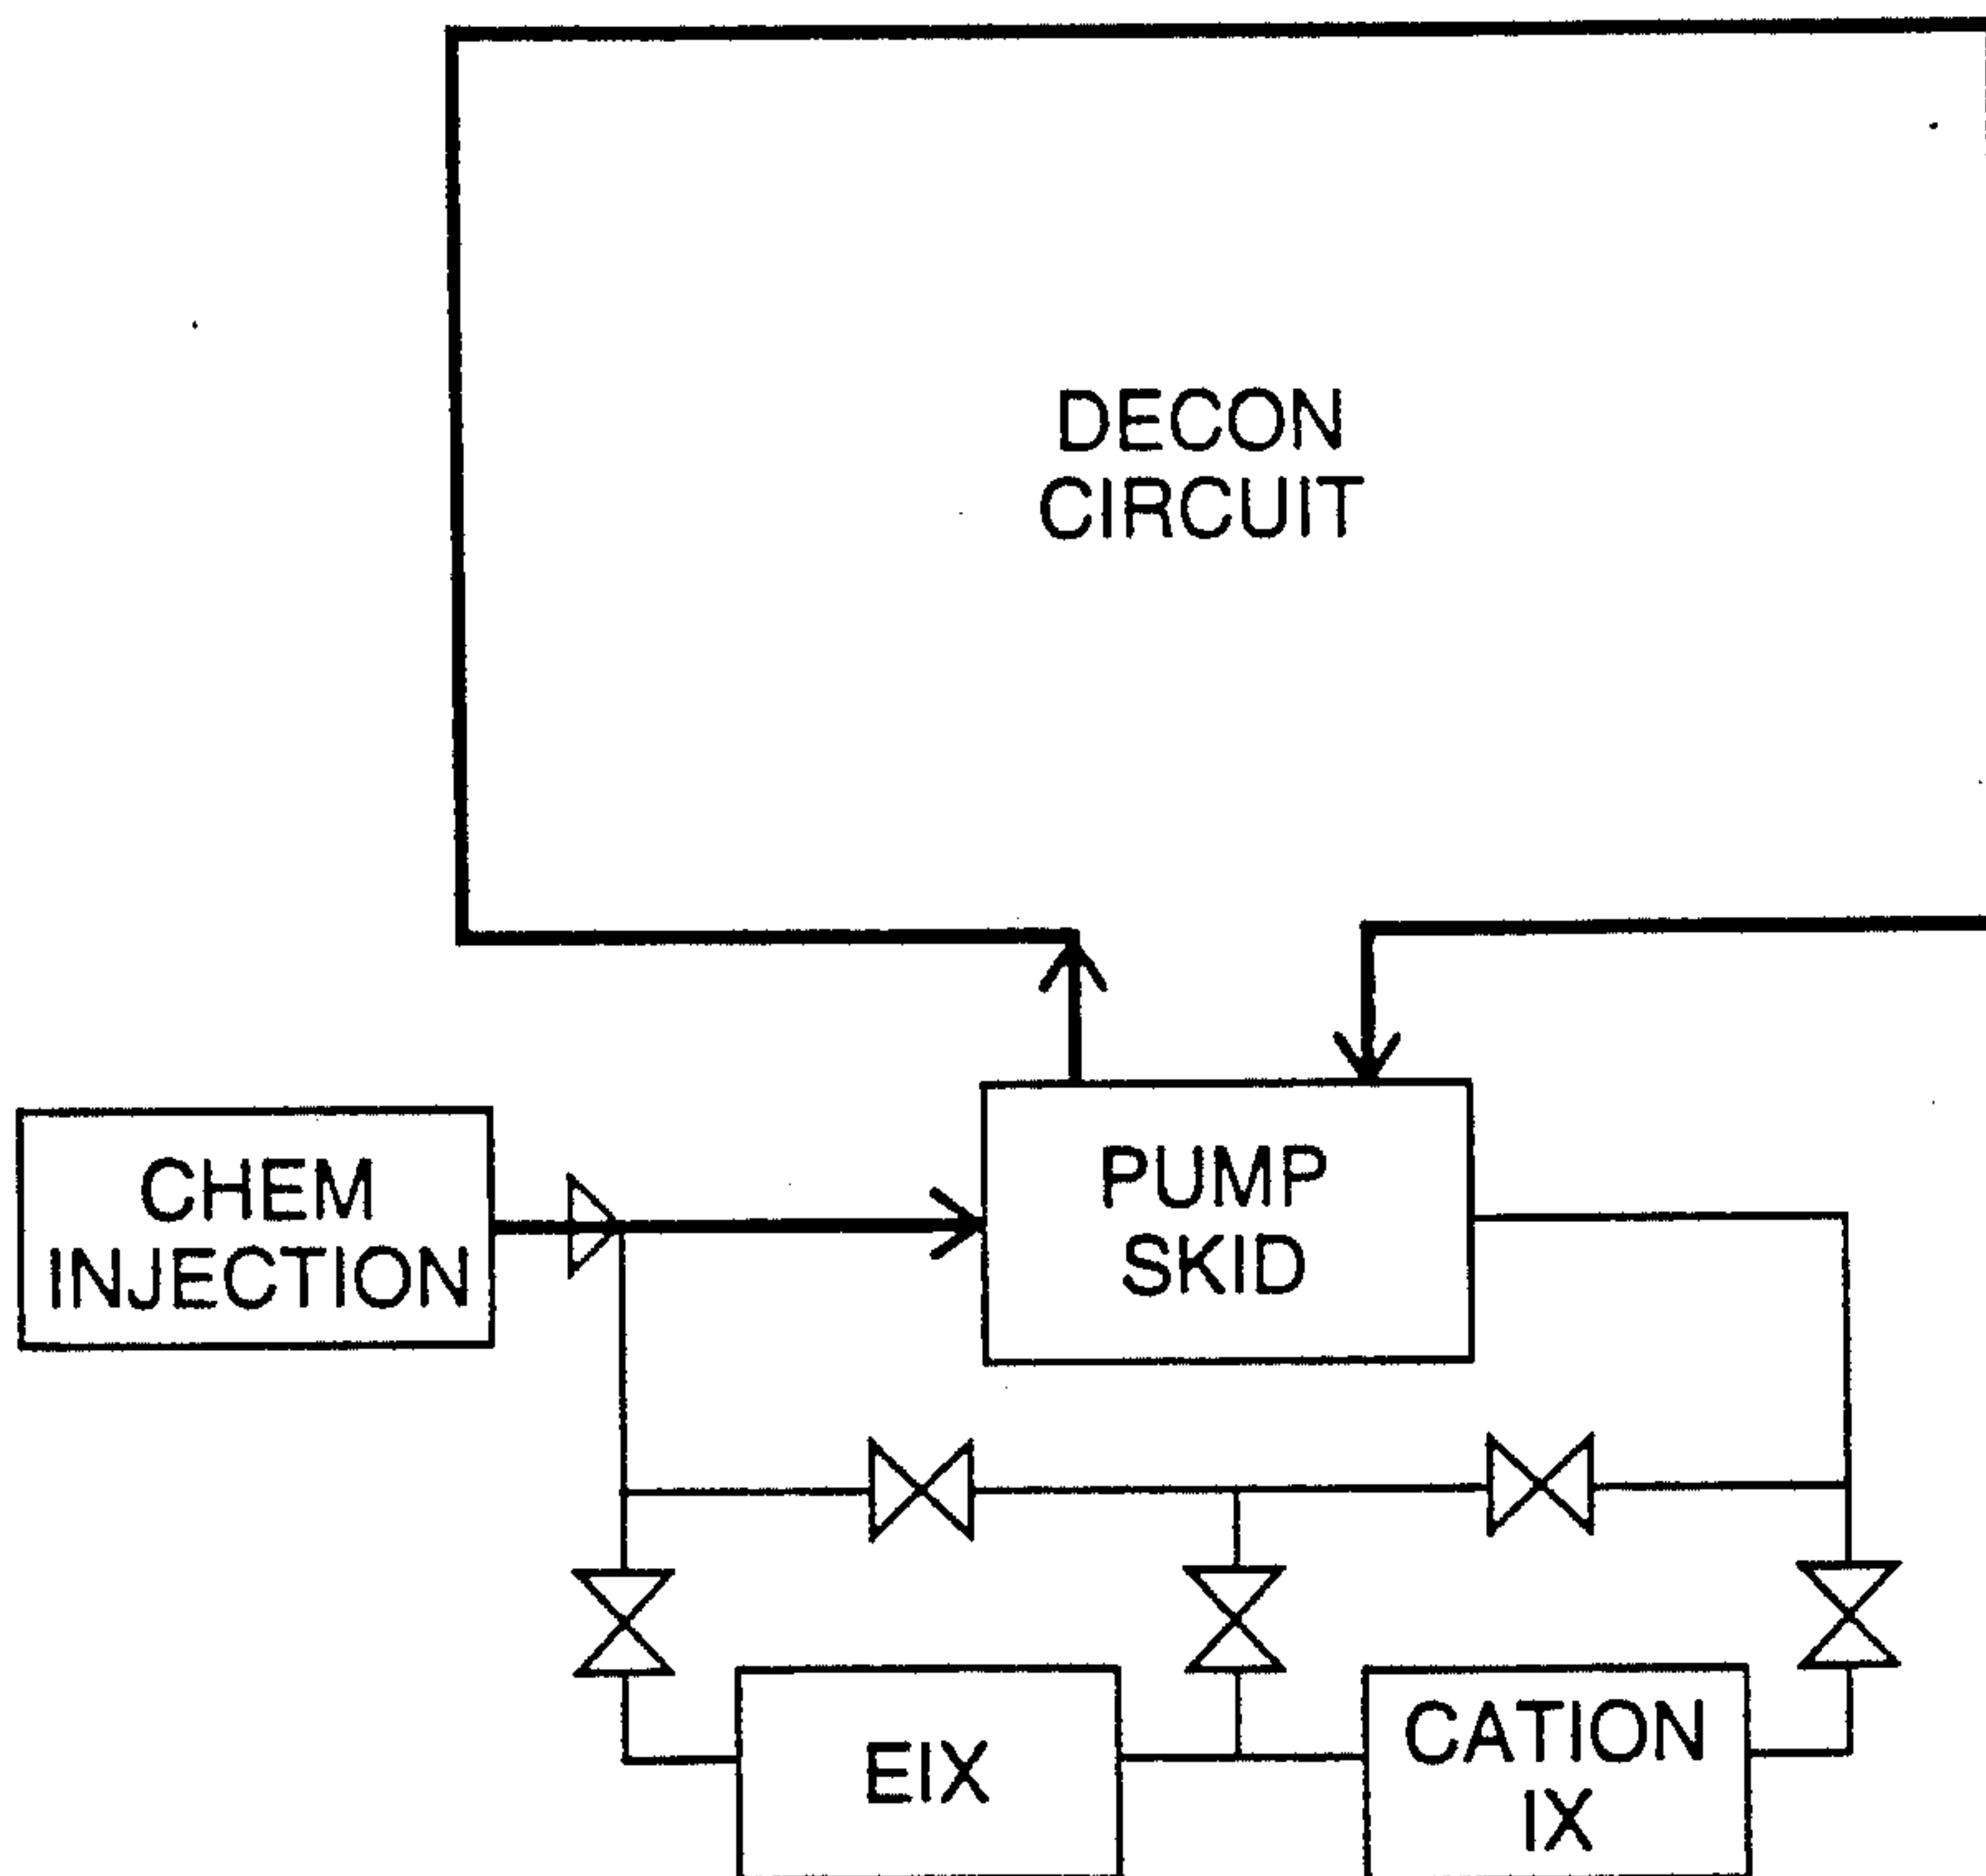 DECON
CIRCUIT
CHEM
INJECTION
PUMP
SKID
EIX
CATION
IX